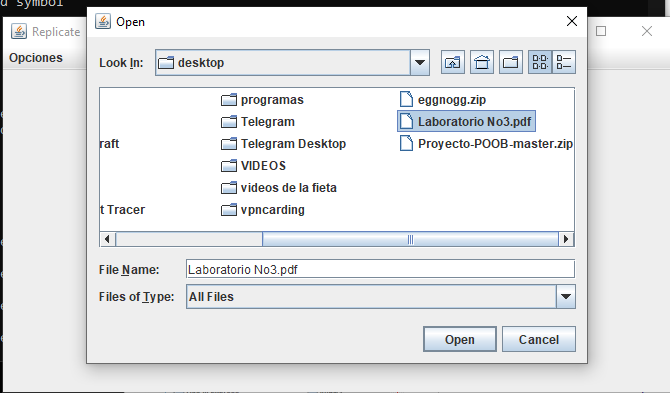 d symbol
Replicate
Opciones
Open
Look In:
desktop
programas
Telegram
Telegram Desktop
VIDEOS
videos de la fieta
vpncarding
raft
t Tracer
eggnogg.zip
Laboratorio No3.pdf
Proyecto-POOB-master.zip
File Name:
Laboratorio No3.pdf
Files of Type:
All Files
Open
Cancel